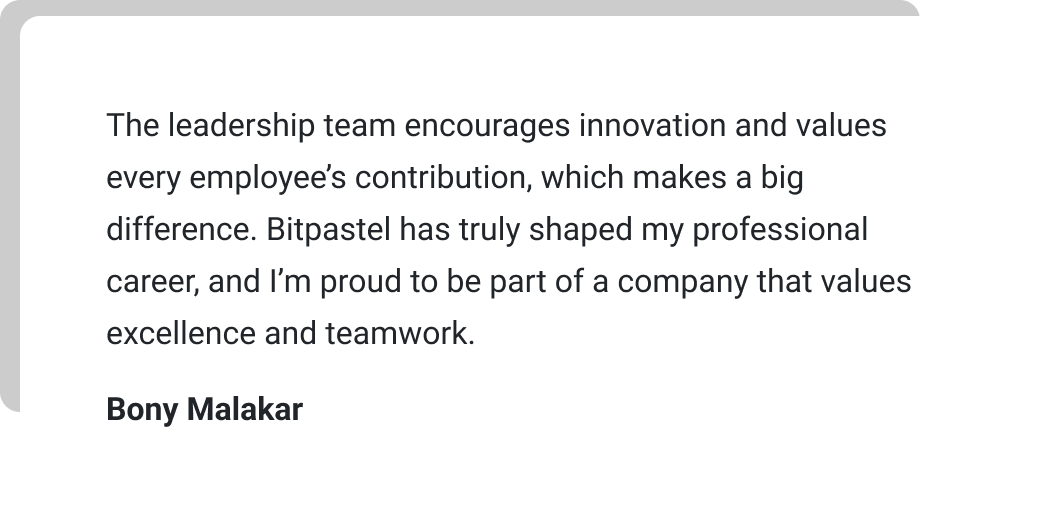 The leadership team encourages innovation and values
every employee’s contribution, which makes a big
difference. Bitpastel has truly shaped my professional
career, and I’m proud to be part of a company that values
excellence and teamwork.
Bony Malakar